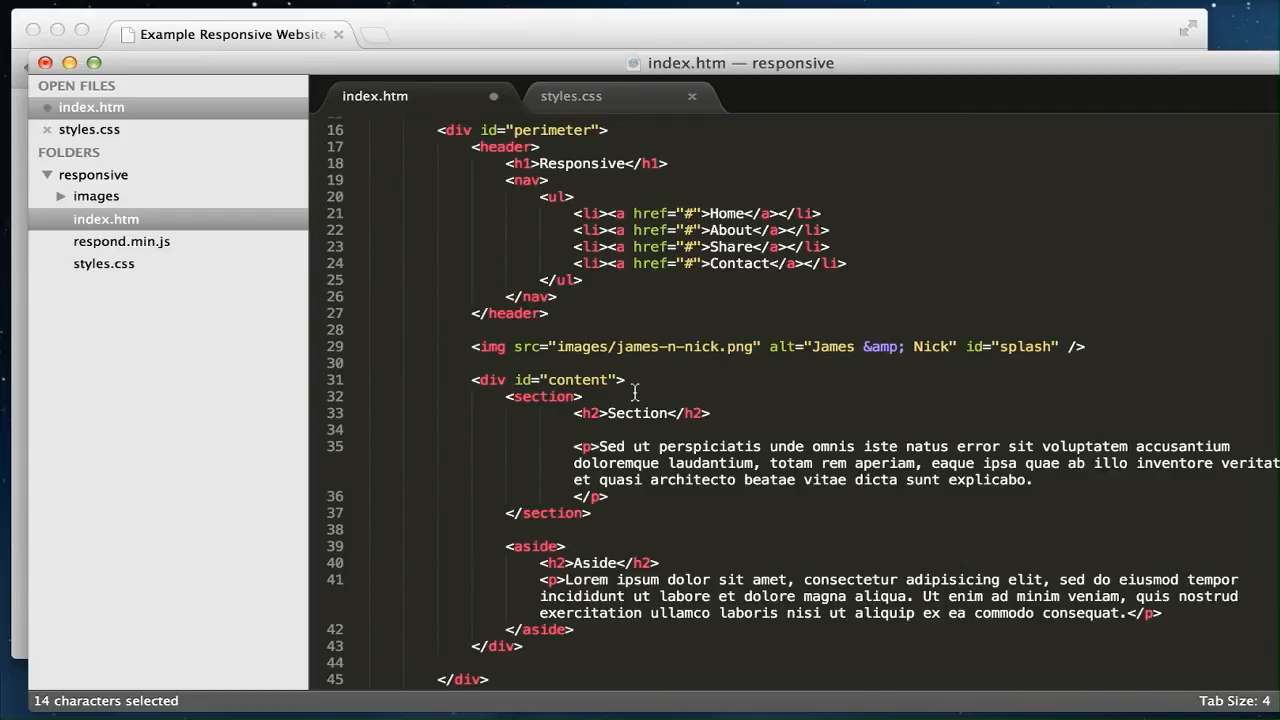 Example Responsive Website
index.htm — responsive
OPEN FILES
index.htm
styles.css
FOLDERS
responsive
images
index.htm
respond.min.js
styles.css
index.htm
styles.css
16 <div id="perimeter">
17 <header>
18 <h1>Responsive</h1>
19 <nav>
20 <ul>
21 <li><a href="#">Home</a></li>
22 <li><a href="#">About</a></li>
23 <li><a href="#">Share</a></li>
24 <li><a href="#">Contact</a></li>
25 </ul>
26 </nav>
27 </header>
28
29 <img src="images/james-n-nick.png" alt="James &amp; Nick" id="splash" />
30
31 <div id="content">
32 <section>
33 <h2>Section</h2>
34
35 <p>Sed ut perspiciatis unde omnis iste natus error sit voluptatem accusantium
doloremque laudantium, totam rem aperiam, eaque ipsa quae ab illo inventore veritat
et quasi architecto beatae vitae dicta sunt explicabo.
36 </p>
37 </section>
38
39 <aside>
40 <h2>Aside</h2>
41 <p>Lorem ipsum dolor sit amet, consectetur adipisicing elit, sed do eiusmod tempor
incididunt ut labore et dolore magna aliqua. Ut enim ad minim veniam, quis nostrud
exercitation ullamco laboris nisi ut aliquip ex ea commodo consequat.</p>
42 </aside>
43 </div>
44
45 </div>
14 characters selected
Tab Size: 4